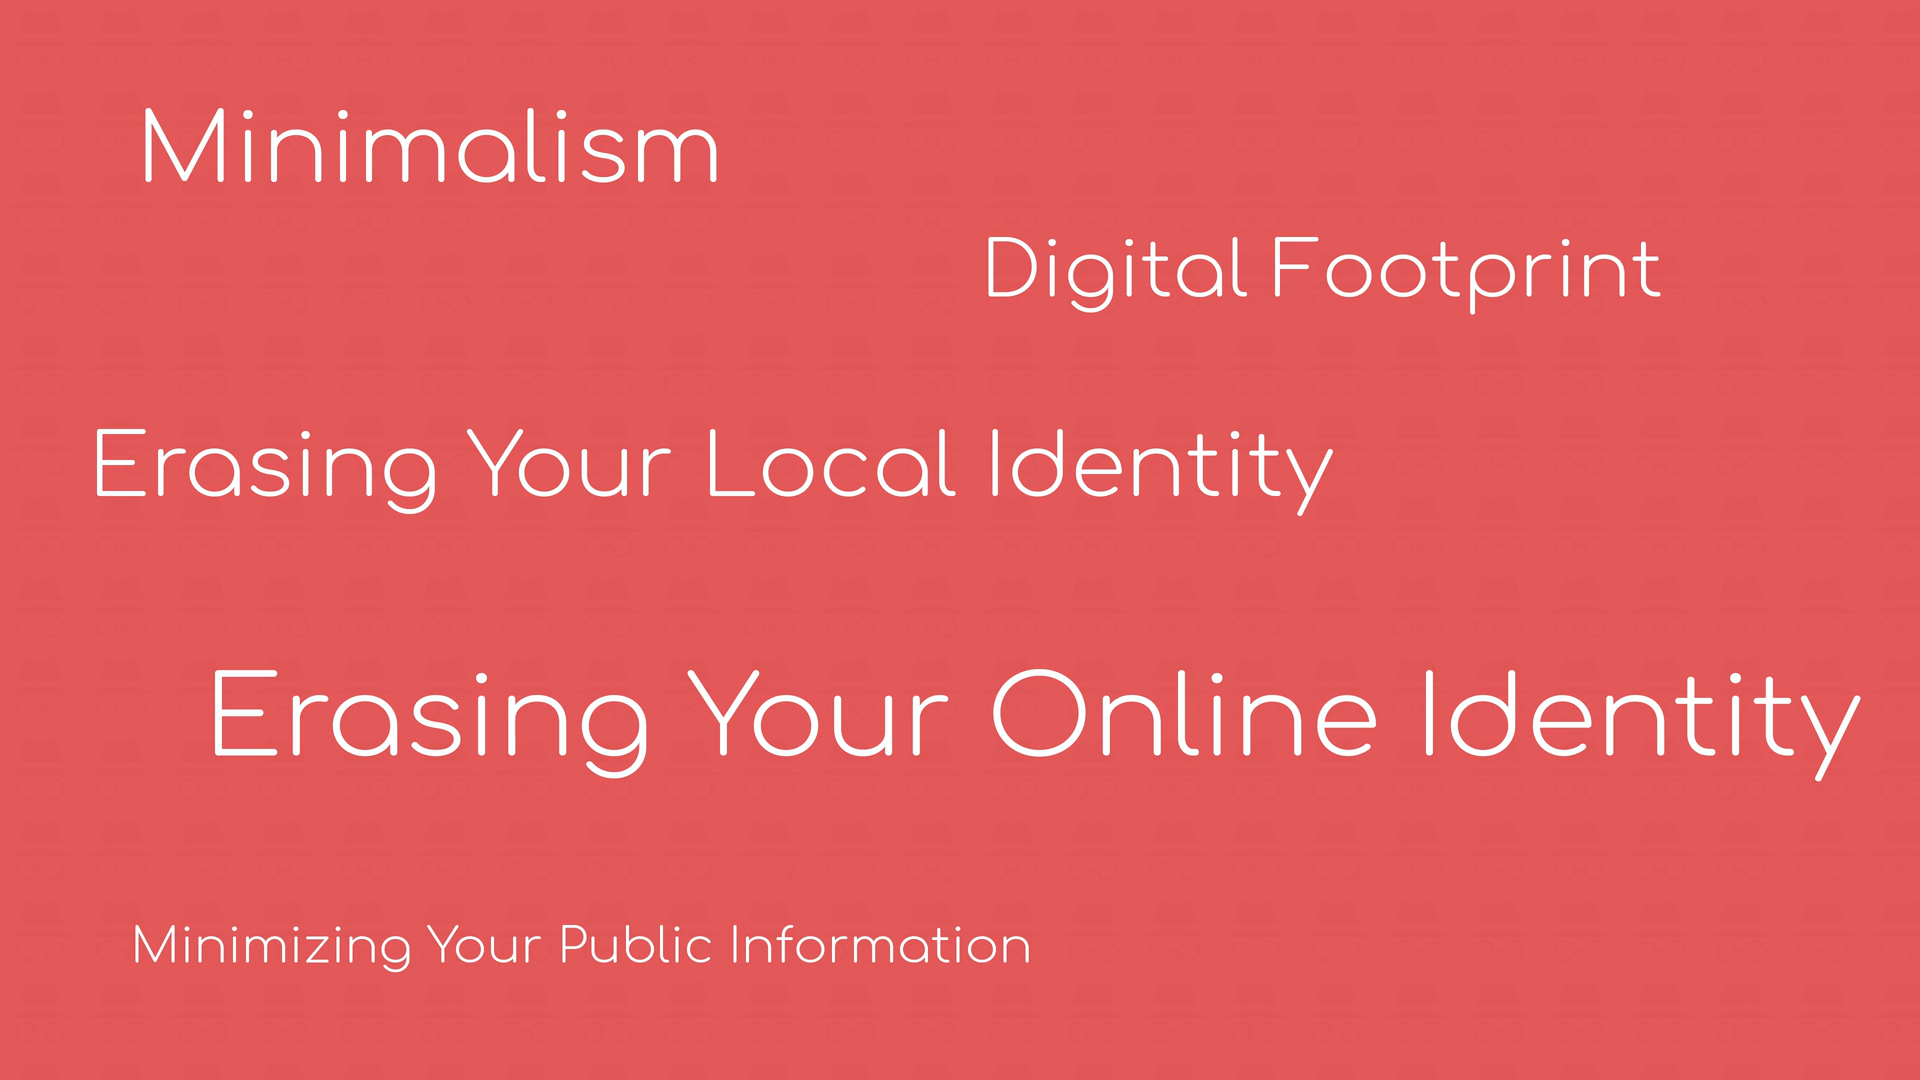 Minimalism
Digital Footprint
Erasing Your Local Identity
Erasing Your Online Identity
Minimizing Your Public Information